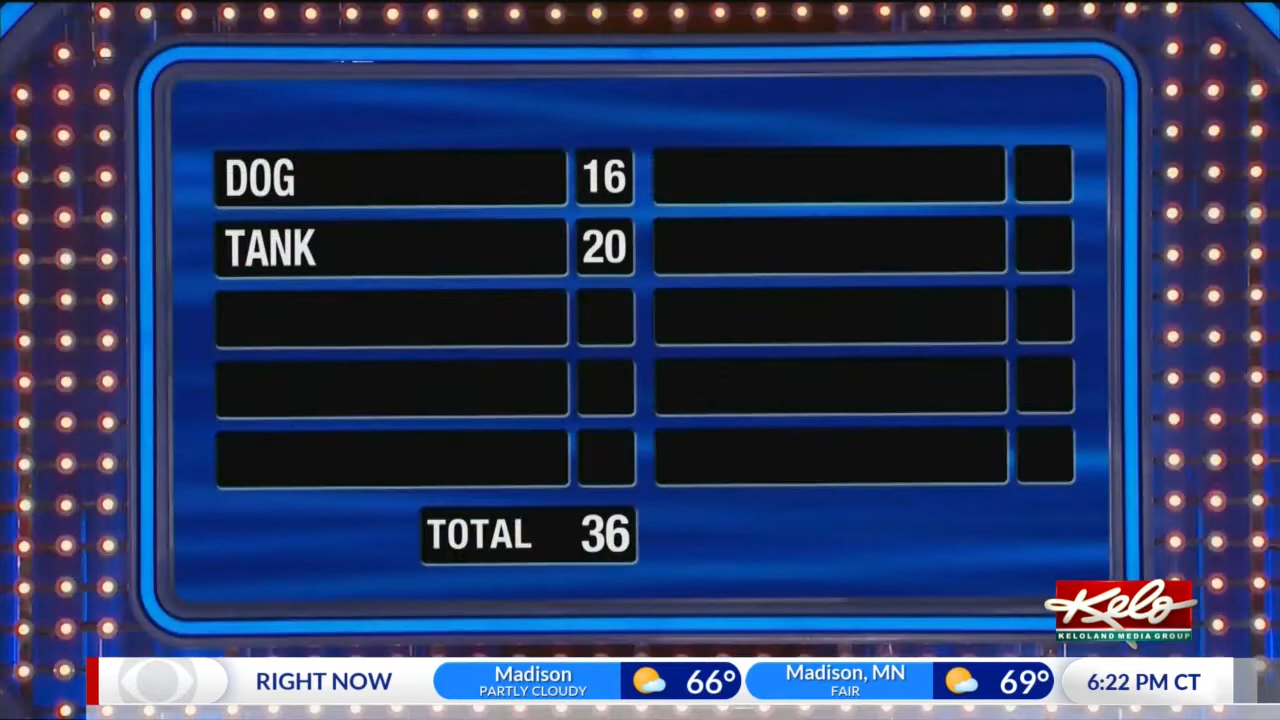 DOG 16
TANK 20
TOTAL 36
Kelo
KELOLAND MEDIA GROUP
RIGHT NOW
Madison
PARTLY CLOUDY
66°
Madison, MN
FAIR
69°
6:22 PM CT